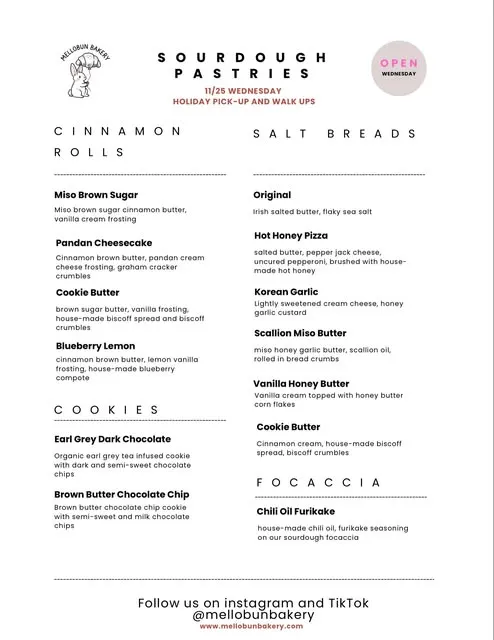 MELLOBUN BAKERY
SOURDOUGH
PASTRIES
11/25 WEDNESDAY
HOLIDAY PICK-UP AND WALK UPS
OPEN
WEDNESDAY
CINNAMON
ROLLS
Miso Brown Sugar
Miso brown sugar cinnamon butter,
vanilla cream frosting
Pandan Cheesecake
Cinnamon brown butter, pandan cream
cheese frosting, graham cracker
crumbles
Cookie Butter
brown sugar butter, vanilla frosting,
house-made biscoff spread and biscoff
crumbles
Blueberry Lemon
cinnamon brown butter, lemon vanilla
frosting, house-made blueberry
compote
COOKIES
Earl Grey Dark Chocolate
Organic earl grey tea infused cookie
with dark and semi-sweet chocolate
chips
Brown Butter Chocolate Chip
Brown butter chocolate chip cookie
with semi-sweet and milk chocolate
chips
SALT BREADS
Original
Irish salted butter, flaky sea salt
Hot Honey Pizza
salted butter, pepper jack cheese,
uncured pepperoni, brushed with house-
made hot honey
Korean Garlic
Lightly sweetened cream cheese, honey
garlic custard
Scallion Miso Butter
miso honey garlic butter, scallion oil,
rolled in bread crumbs
Vanilla Honey Butter
Vanilla cream topped with honey butter
corn flakes
Cookie Butter
Cinnamon cream, house-made biscoff
spread, biscoff crumbles
FOCACCIA
Chili Oil Furikake
house-made chili oil, furikake seasoning
on our sourdough focaccia
Follow us on instagram and TikTok
@mellobunbakery
www.mellobunbakery.com